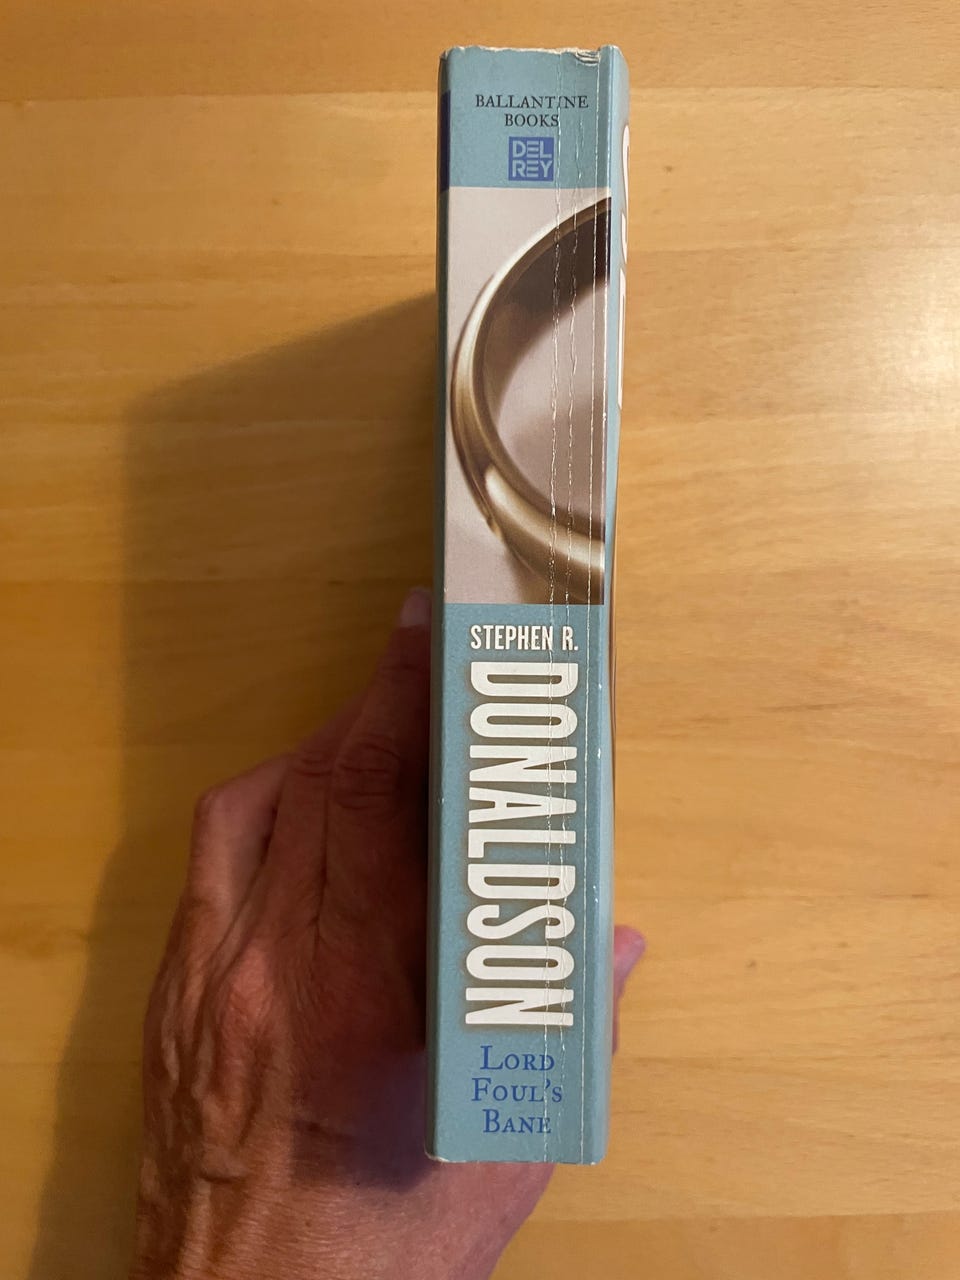 BALLANTINE
BOOKS
DEL
REY
STEPHEN R.
DONALDSON
LORD
FOUL'S
BANE